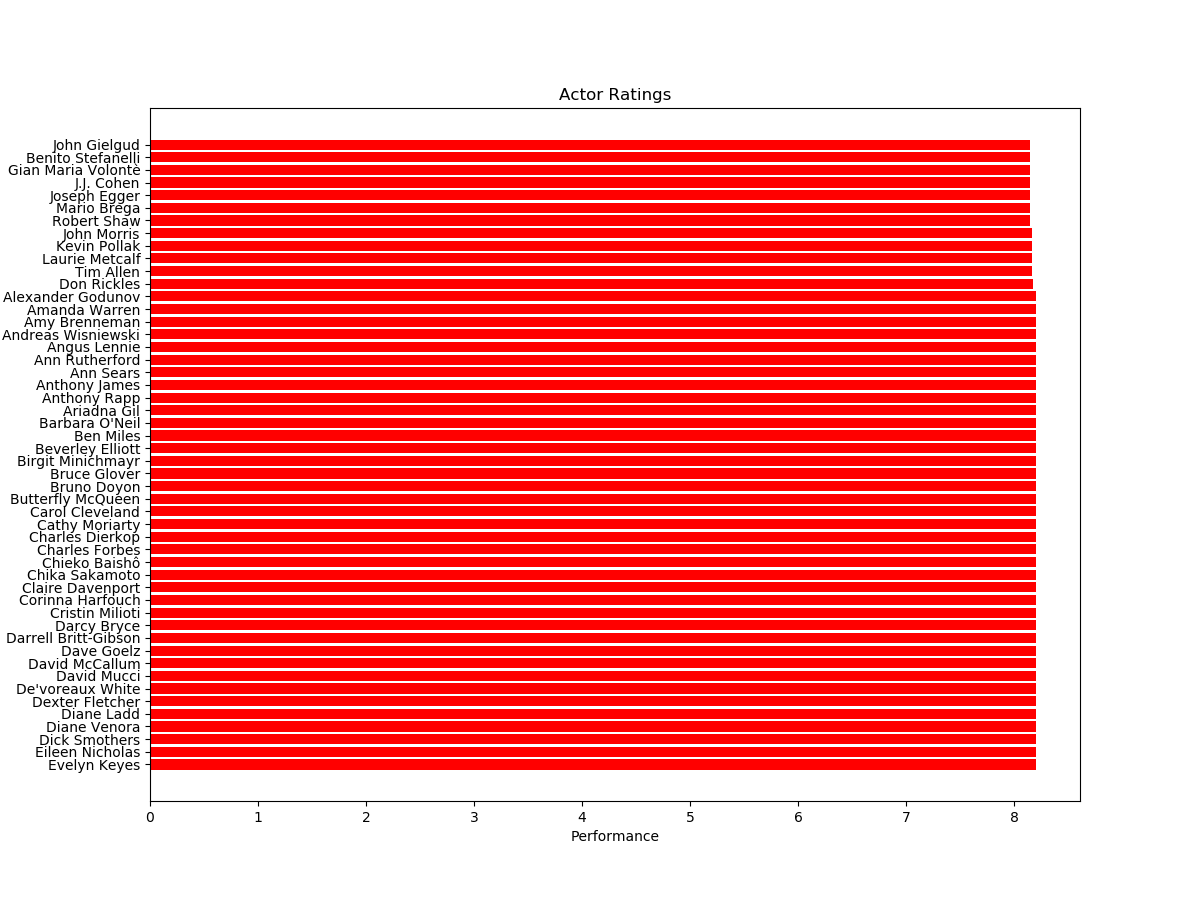 Actor Ratings
John Gielgud
Benito Stefanelli
Gian Maria Volontè
J.J. Cohen
Joseph Egger
Mario Brega
Robert Shaw
John Morris
Kevin Pollak
Laurie Metcalf
Tim Allen
Don Rickles
Alexander Godunov
Amanda Warren
Amy Brenneman
Andreas Wisniewski
Angus Lennie
Ann Rutherford
Ann Sears
Anthony James
Anthony Rapp
Ariadna Gil
Barbara O'Neil
Ben Miles
Beverley Elliott
Birgit Minichmayr
Bruce Glover
Bruno Doyon
Butterfly McQueen
Carol Cleveland
Cathy Moriarty
Charles Dierkop
Charles Forbes
Chieko Baishô
Chika Sakamoto
Claire Davenport
Corinna Harfouch
Cristin Milioti
Darcy Bryce
Darrell Britt-Gibson
Dave Goelz
David McCallum
David Mucci
De'voreaux White
Dexter Fletcher
Diane Ladd
Diane Venora
Dick Smothers
Eileen Nicholas
Evelyn Keyes
0 1 2 3 4 5 6 7 8
Performance